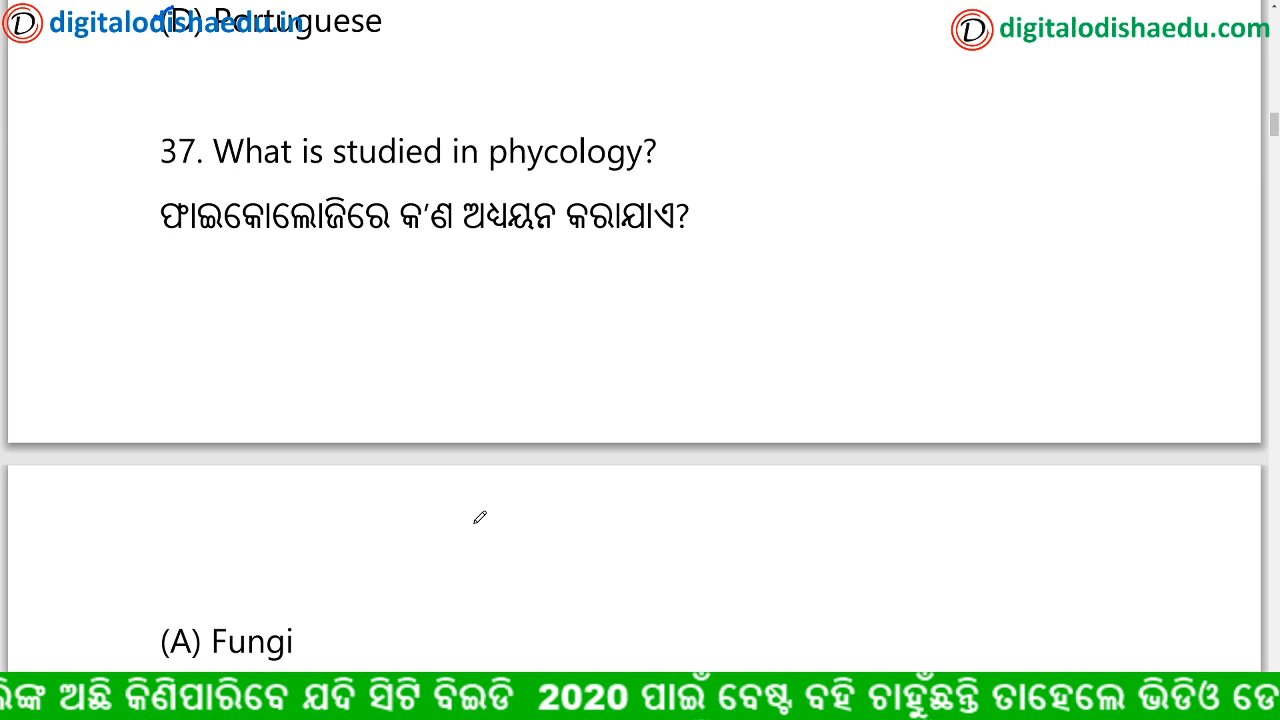 digitalodishaedu.in
(D) Portuguese
digitalodishaedu.com
37. What is studied in phycology?
ଫାଇକୋଲୋଜିରେ କ'ଣ ଅଧ୍ୟୟନ କରାଯାଏ?
(A) Fungi
ଅଛି କିଣିପାରିବେ ଯଦି ସିଟି ବିଇଡି 2020 ପାଇଁ ବେଷ୍ଟ ବହି ଚାହୁଁଛନ୍ତି ତାହେଲେ ଭିଡିଓ